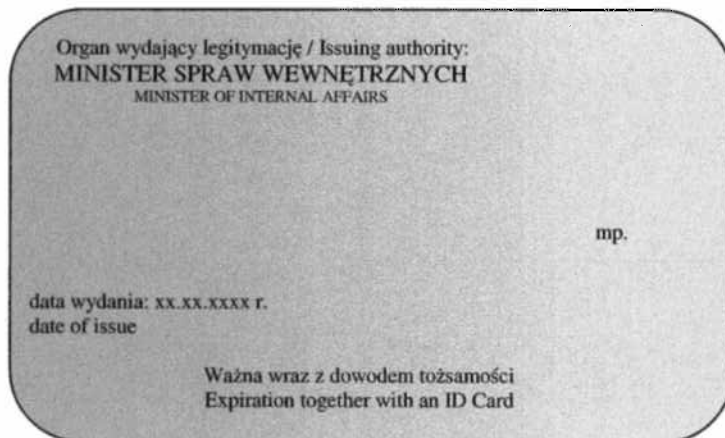 Organ wydający legitymację / Issuing authority:
MINISTER SPRAW WEWNĘTRZNYCH
MINISTER OF INTERNAL AFFAIRS
mp.
data wydania: xx.xx.xxxx r.
date of issue
Ważna wraz z dowodem tożsamości
Expiration together with an ID Card